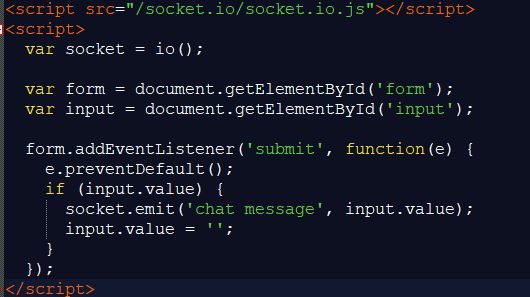 <script src="/socket.io/socket.io.js"></script>
<script>
  var socket = io();

  var form = document.getElementById('form');
  var input = document.getElementById('input');

  form.addEventListener('submit', function(e) {
    e.preventDefault();
    if (input.value) {
      socket.emit('chat message', input.value);
      input.value = '';
    }
  });
</script>